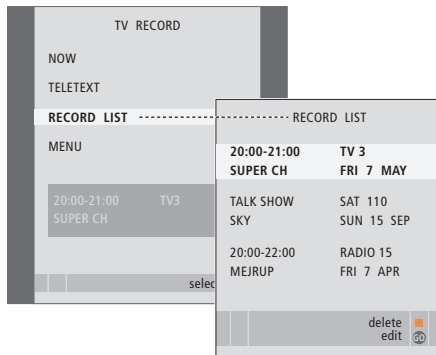 TV RECORD
NOW
TELETEXT
RECORD LIST
MENU
20:00-21:00 TV3
SUPER CH
RECORD LIST
20:00-21:00 TV 3
SUPER CH FRI 7 MAY
TALK SHOW SAT 110
SKY SUN 15 SEP
20:00-22:00 RADIO 15
MEJRUP FRI 7 APR
delete
edit GO